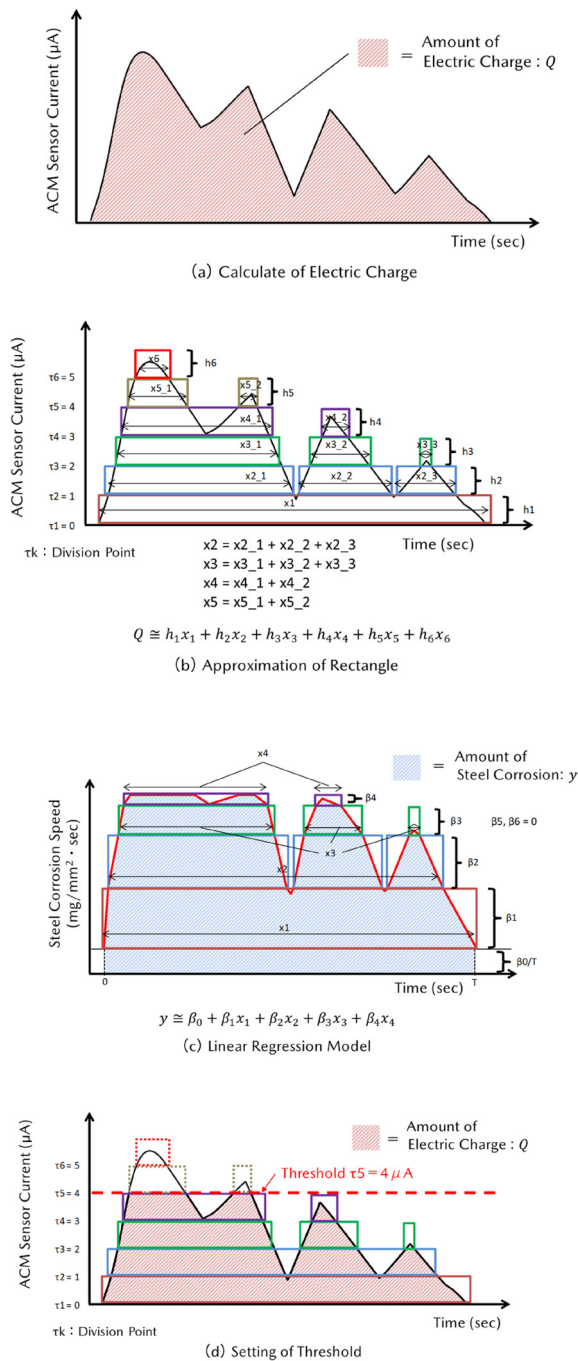 ACM Sensor Current (μA)
= Amount of
Electric Charge : Q
Time (sec)
(a) Calculate of Electric Charge
ACM Sensor Current (μA)
x6
h6
τ6 = 5
x5_1
x5_2
h5
τ5 = 4
x4_1
x4_2
h4
τ4 = 3
x3_1
x3_2
x3_3
h3
τ3 = 2
x2_1
x2_2
x2_3
h2
τ2 = 1
x1
h1
τ1 = 0
τk : Division Point
Time (sec)
x2 = x2_1 + x2_2 + x2_3
x3 = x3_1 + x3_2 + x3_3
x4 = x4_1 + x4_2
x5 = x5_1 + x5_2
Q ≅ h₁x₁ + h₂x₂ + h₃x₃ + h₄x₄ + h₅x₅ + h₆x₆
(b) Approximation of Rectangle
x4
= Amount of
Steel Corrosion: y
Steel Corrosion Speed
(mg/mm²・sec)
β4
β3
β5, β6 = 0
x3
x2
β2
x1
β1
β0/T
0
T
Time (sec)
y ≅ β₀ + β₁x₁ + β₂x₂ + β₃x₃ + β₄x₄
(c) Linear Regression Model
ACM Sensor Current (μA)
= Amount of
Electric Charge : Q
τ6 = 5
Threshold τ5 = 4 μ A
τ5 = 4
τ4 = 3
τ3 = 2
τ2 = 1
τ1 = 0
Time (sec)
τk : Division Point
(d) Setting of Threshold